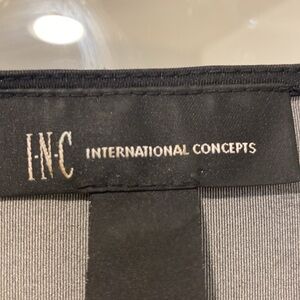 I·N·C INTERNATIONAL CONCEPTS